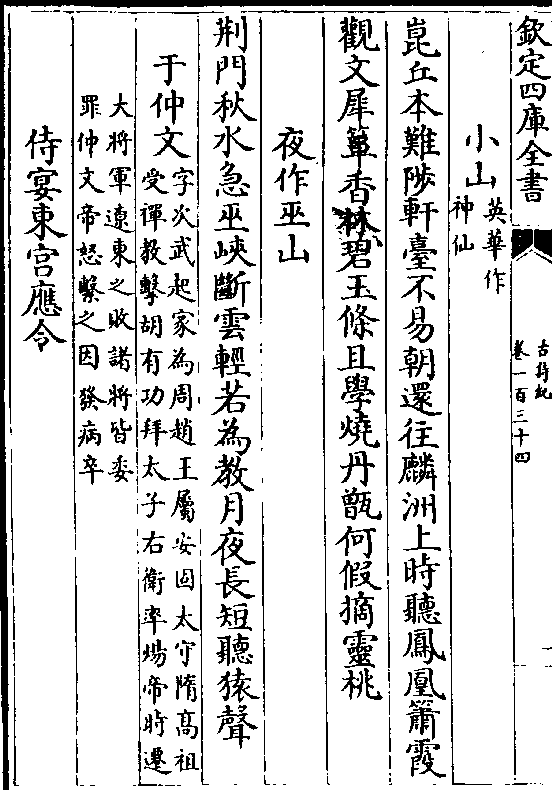 欽定四庫全書
古詩紀
卷一百三十四
小山
英華作
神仙
崑丘本難陟軒臺不易朝還往麟洲上時聽鳳凰簫霞
觀文犀簟香林碧玉條且學燒丹甑何假摘靈桃
夜作巫山
荆門秋水急巫峽斷雲輕若為教月夜長短聽猿聲
于仲文
字次武起家為周趙王屬安固太守隋髙祖
受禪教擊胡有功拜太子右衛率煬帝時遷
大將軍遼東之敗諸將皆委
罪仲文帝怒繫之因發病卒
侍宴東宫應令